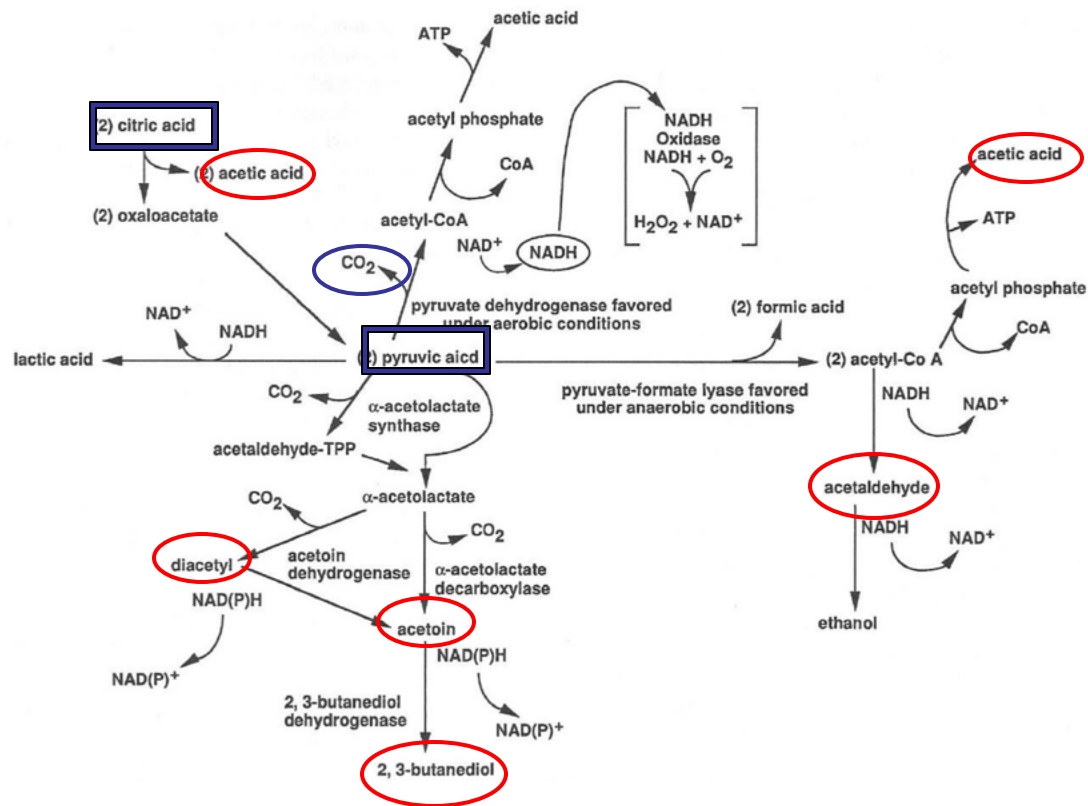 acetic acid
ATP
acetyl phosphate
CoA
acetyl-CoA
NAD+
NADH
NADH
Oxidase
NADH + O2
H2O2 + NAD+
(2) citric acid
(2) acetic acid
(2) oxaloacetate
CO2
pyruvate dehydrogenase favored
under aerobic conditions
acetic acid
ATP
acetyl phosphate
CoA
(2) formic acid
NAD+
NADH
lactic acid
(2) pyruvic aicd
(2) acetyl-Co A
pyruvate-formate lyase favored
under anaerobic conditions
CO2
α-acetolactate
synthase
acetaldehyde-TPP
NADH
NAD+
acetaldehyde
NADH
NAD+
ethanol
α-acetolactate
CO2
CO2
diacetyl
acetoin
dehydrogenase
α-acetolactate
decarboxylase
NAD(P)H
NAD(P)+
acetoin
NAD(P)H
NAD(P)+
2, 3-butanediol
dehydrogenase
2, 3-butanediol